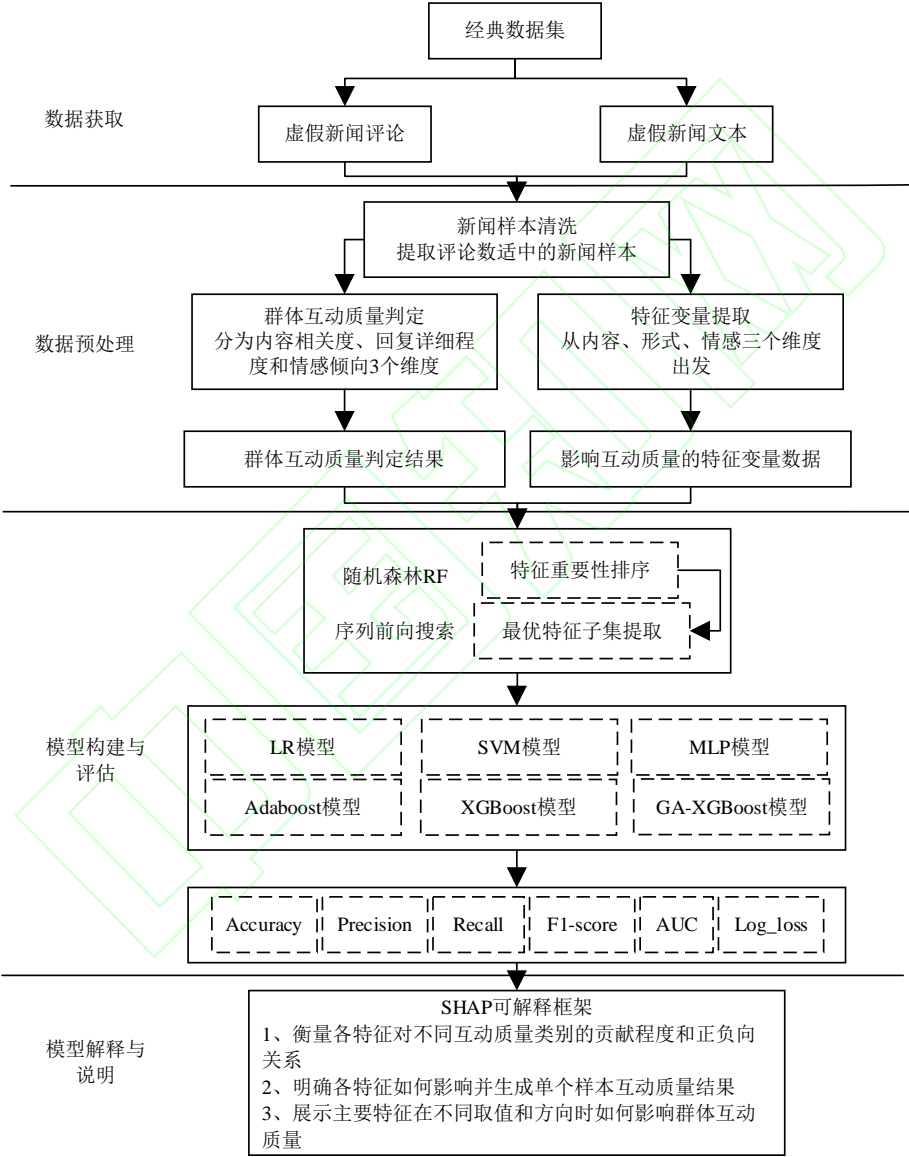 经典数据集
数据获取
虚假新闻评论
虚假新闻文本
新闻样本清洗
提取评论数适中的新闻样本
数据预处理
群体互动质量判定
分为内容相关度、回复详细程
度和情感倾向3个维度
特征变量提取
从内容、形式、情感三个维度
出发
群体互动质量判定结果
影响互动质量的特征变量数据
随机森林RF
特征重要性排序
序列前向搜索
最优特征子集提取
模型构建与
评估
LR模型
SVM模型
MLP模型
Adaboost模型
XGBoost模型
GA-XGBoost模型
Accuracy
Precision
Recall
F1-score
AUC
Log_loss
模型解释与
说明
SHAP可解释框架
1、衡量各特征对不同互动质量类别的贡献程度和正负向
关系
2、明确各特征如何影响并生成单个样本互动质量结果
3、展示主要特征在不同取值和方向时如何影响群体互动
质量